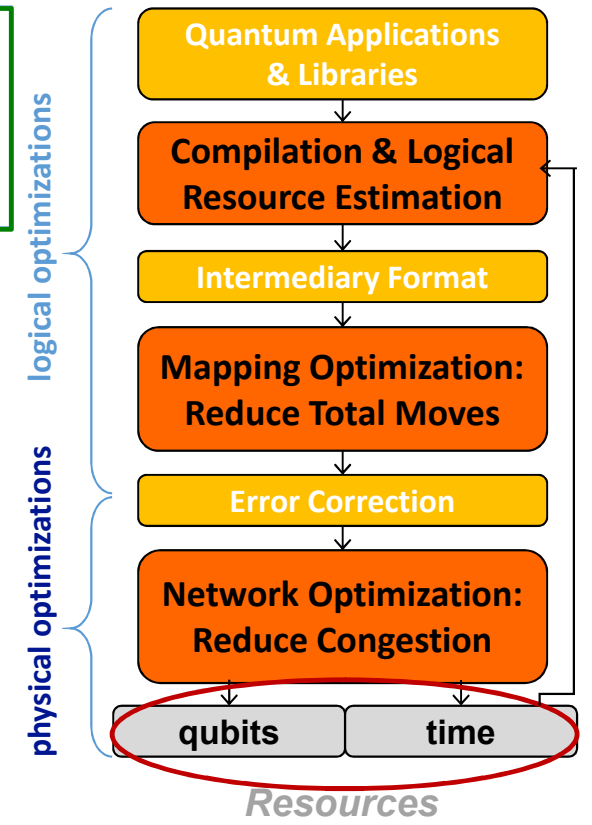 Quantum Applications
& Libraries
Compilation & Logical
Resource Estimation
Intermediary Format
Mapping Optimization:
Reduce Total Moves
Error Correction
Network Optimization:
Reduce Congestion
qubits
time
Resources
logical optimizations
physical optimizations